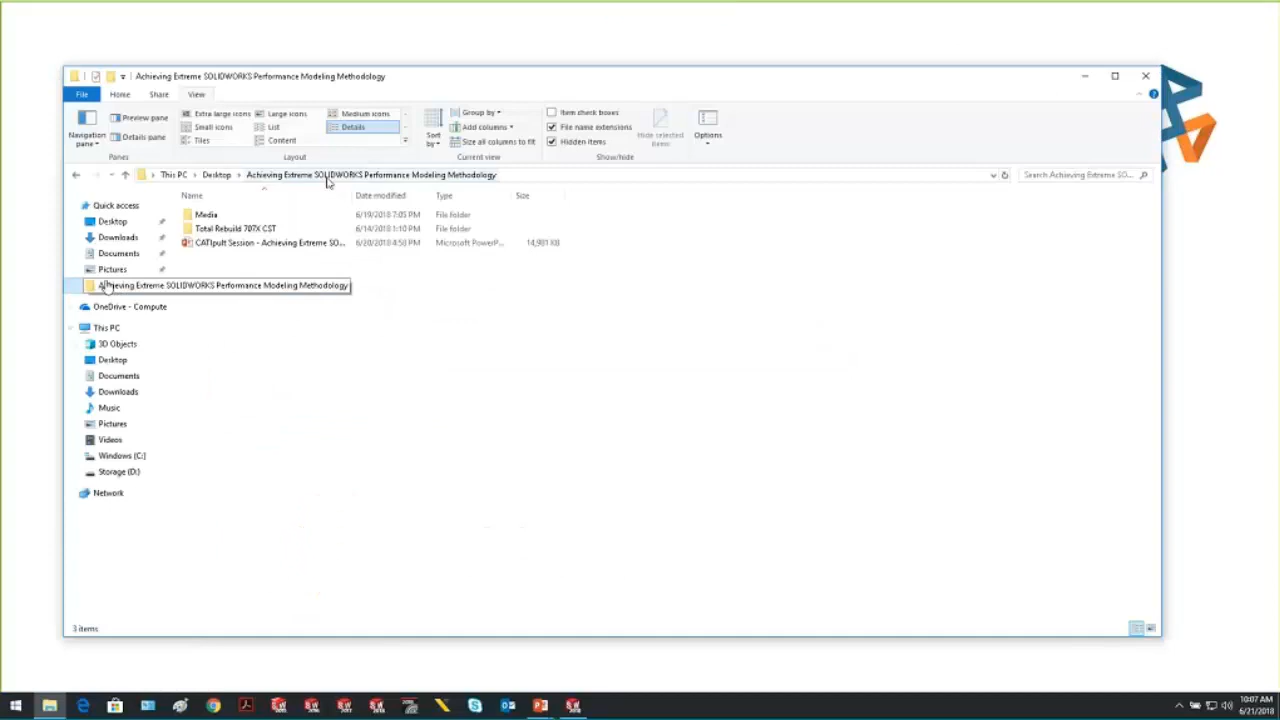 Achieving Extreme SOLIDWORKS Performance Modeling Methodology
File Home Share View
Navigation pane
Preview pane
Details pane
Panes
Extra large icons Large icons Medium icons
Small icons List Details
Tiles Content
Layout
Sort by
Group by
Add columns
Size all columns to fit
Current view
Item check boxes
File name extensions
Hidden items
Hide selected items
Show/hide
Options
This PC > Desktop > Achieving Extreme SOLIDWORKS Performance Modeling Methodology
Search Achieving Extreme SO...
Name Date modified Type Size
Media 6/19/2018 7:05 PM File folder
Total Rebuild 707X CST 6/14/2018 1:10 PM File folder
CATIpult Session - Achieving Extreme SO... 6/20/2018 4:50 PM Microsoft PowerP... 14,981 KB
Quick access
Desktop
Downloads
Documents
Pictures
Achieving Extreme SOLIDWORKS Performance Modeling Methodology
OneDrive - Compute
This PC
3D Objects
Desktop
Documents
Downloads
Music
Pictures
Videos
Windows (C:)
Storage (D:)
Network
3 items
10:07 AM
6/21/2018